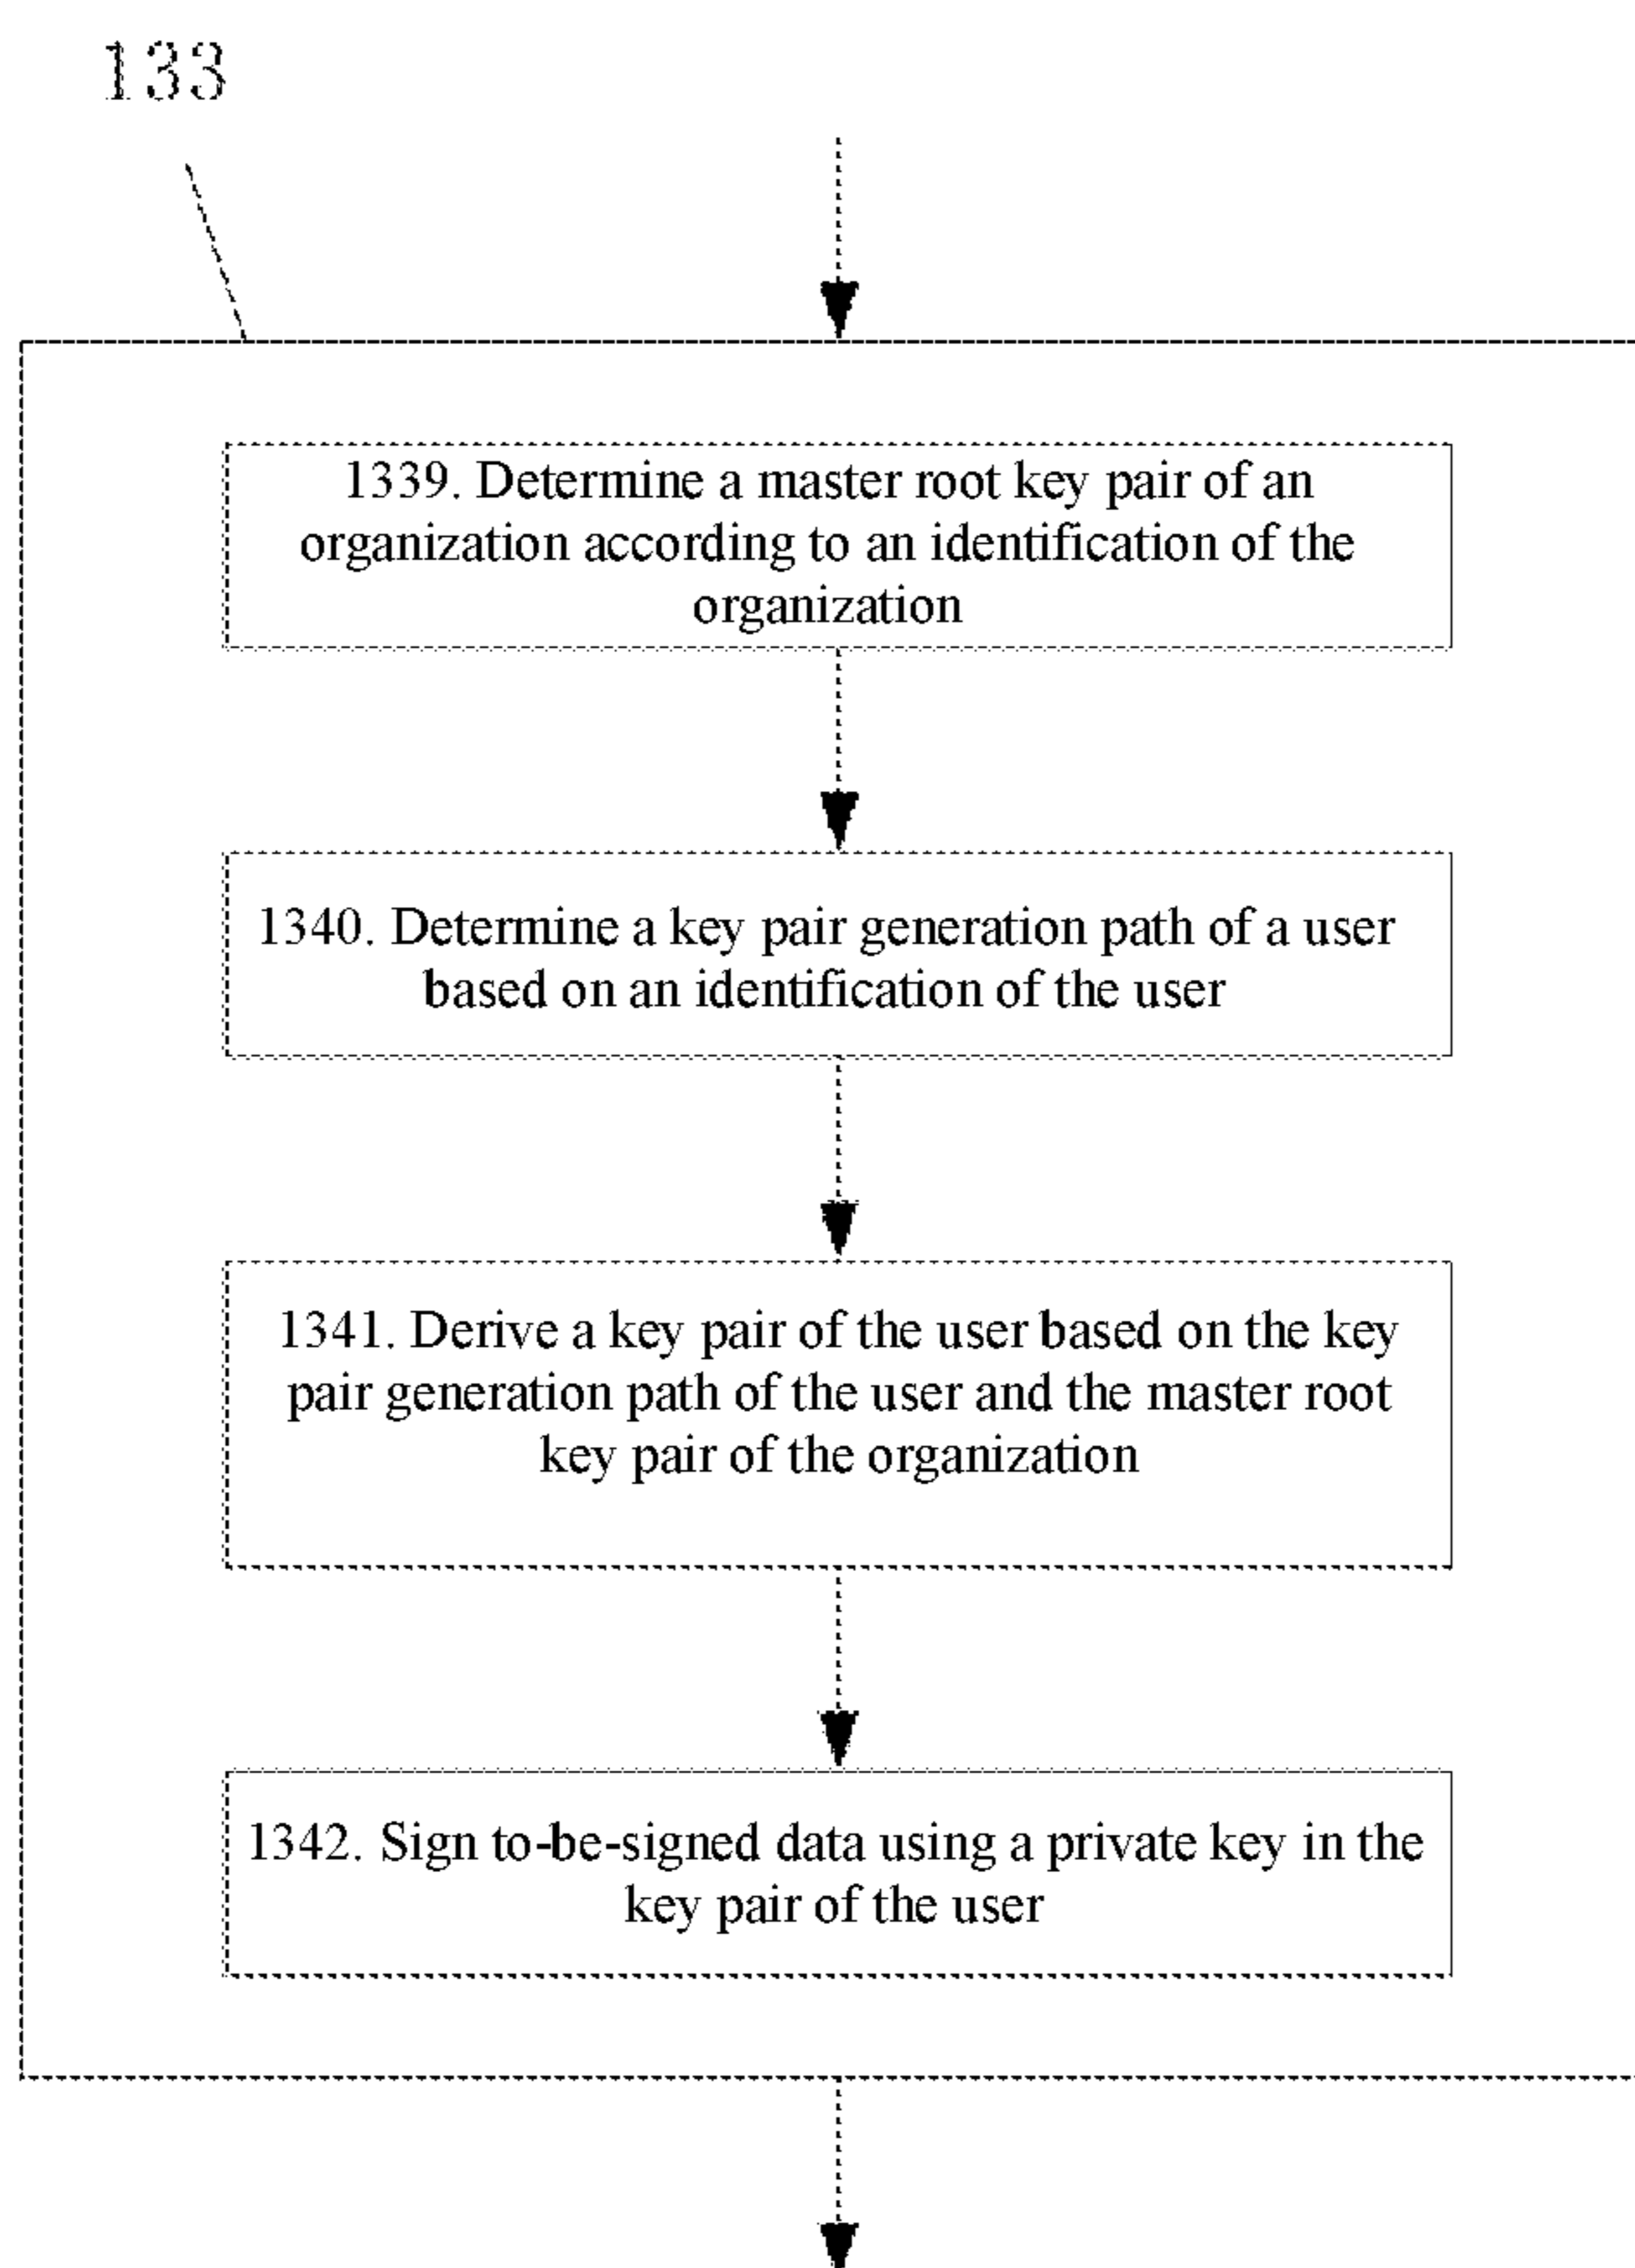 133
1339. Determine a master root key pair of an
organization according to an identification of the
organization
1340. Determine a key pair generation path of a user
based on an identification of the user
1341. Derive a key pair of the user based on the key
pair generation path of the user and the master root
key pair of the organization
1342. Sign to-be-signed data using a private key in the
key pair of the user